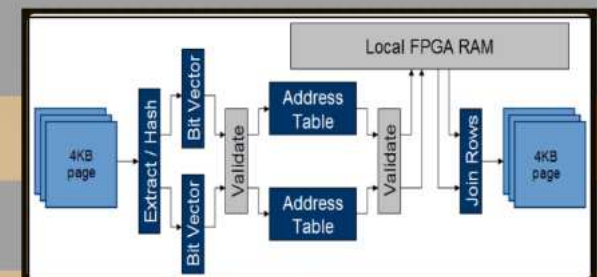 Local FPGA RAM
4KB
page
Extract / Hash
Bit Vector
Bit Vector
Validate
Address
Table
Address
Table
Validate
Join Rows
4KB
page